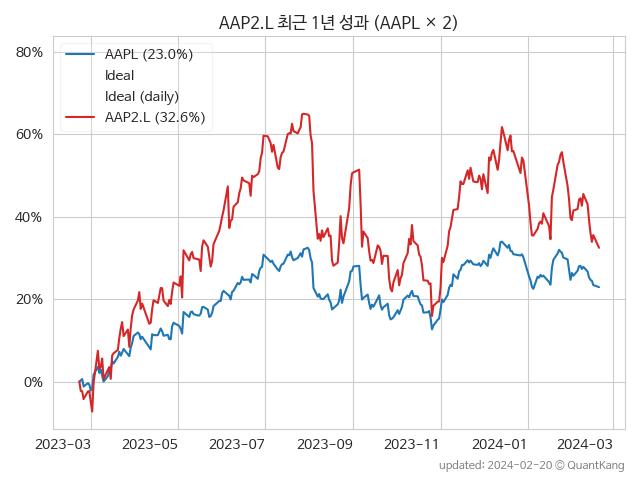 AAP2.L 최근 1년 성과 (AAPL × 2)
80%
60%
40%
20%
0%
AAPL (23.0%)
Ideal
Ideal (daily)
AAP2.L (32.6%)
2023-03 2023-05 2023-07 2023-09 2023-11 2024-01 2024-03
updated: 2024-02-20 © QuantKang